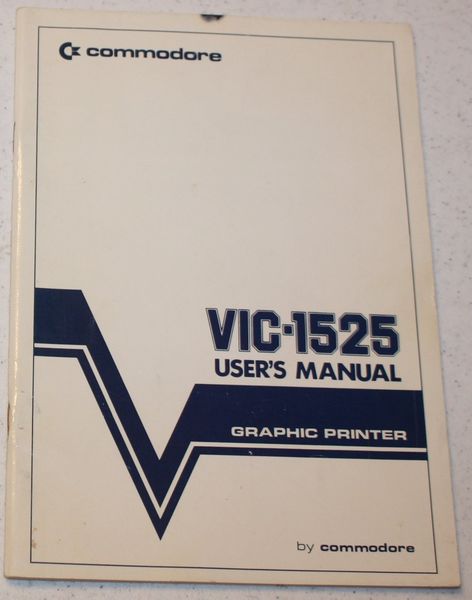 commodore
VIC-1525
USER'S MANUAL
GRAPHIC PRINTER
by commodore